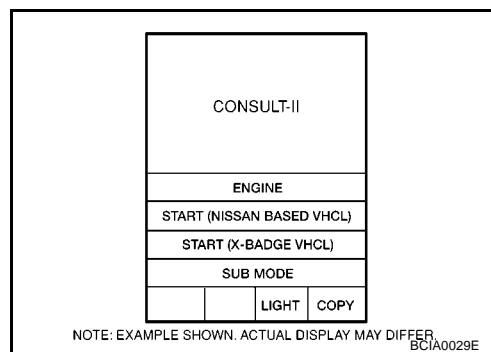 CONSULT-II
ENGINE
START (NISSAN BASED VHCL)
START (X-BADGE VHCL)
SUB MODE
LIGHT COPY
NOTE: EXAMPLE SHOWN. ACTUAL DISPLAY MAY DIFFER.
BCIA0029E